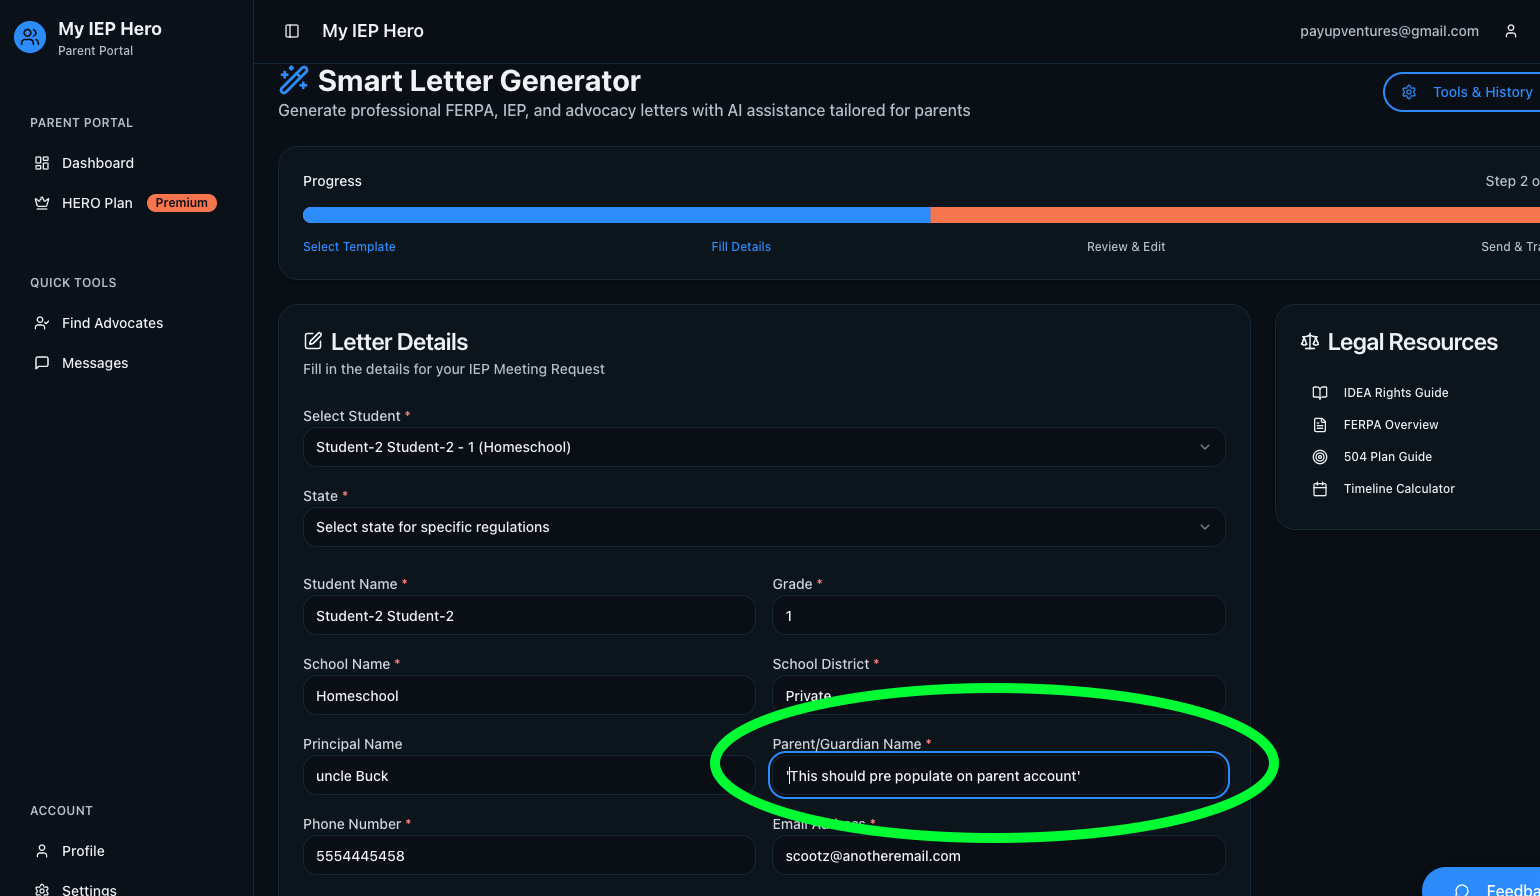 My IEP Hero
Parent Portal
PARENT PORTAL
Dashboard
HERO Plan Premium
QUICK TOOLS
Find Advocates
Messages
ACCOUNT
Profile
Settings
My IEP Hero
payupventures@gmail.com
Smart Letter Generator
Generate professional FERPA, IEP, and advocacy letters with AI assistance tailored for parents
Tools & History
Progress
Step 2 o
Select Template
Fill Details
Review & Edit
Send & Tra
Letter Details
Fill in the details for your IEP Meeting Request
Select Student *
Student-2 Student-2 - 1 (Homeschool)
State *
Select state for specific regulations
Student Name *
Student-2 Student-2
Grade *
1
School Name *
Homeschool
School District *
Private
Principal Name
uncle Buck
Parent/Guardian Name *
'This should pre populate on parent account'
Phone Number *
5554445458
Email Address *
scootz@anotheremail.com
Legal Resources
IDEA Rights Guide
FERPA Overview
504 Plan Guide
Timeline Calculator
Feedba